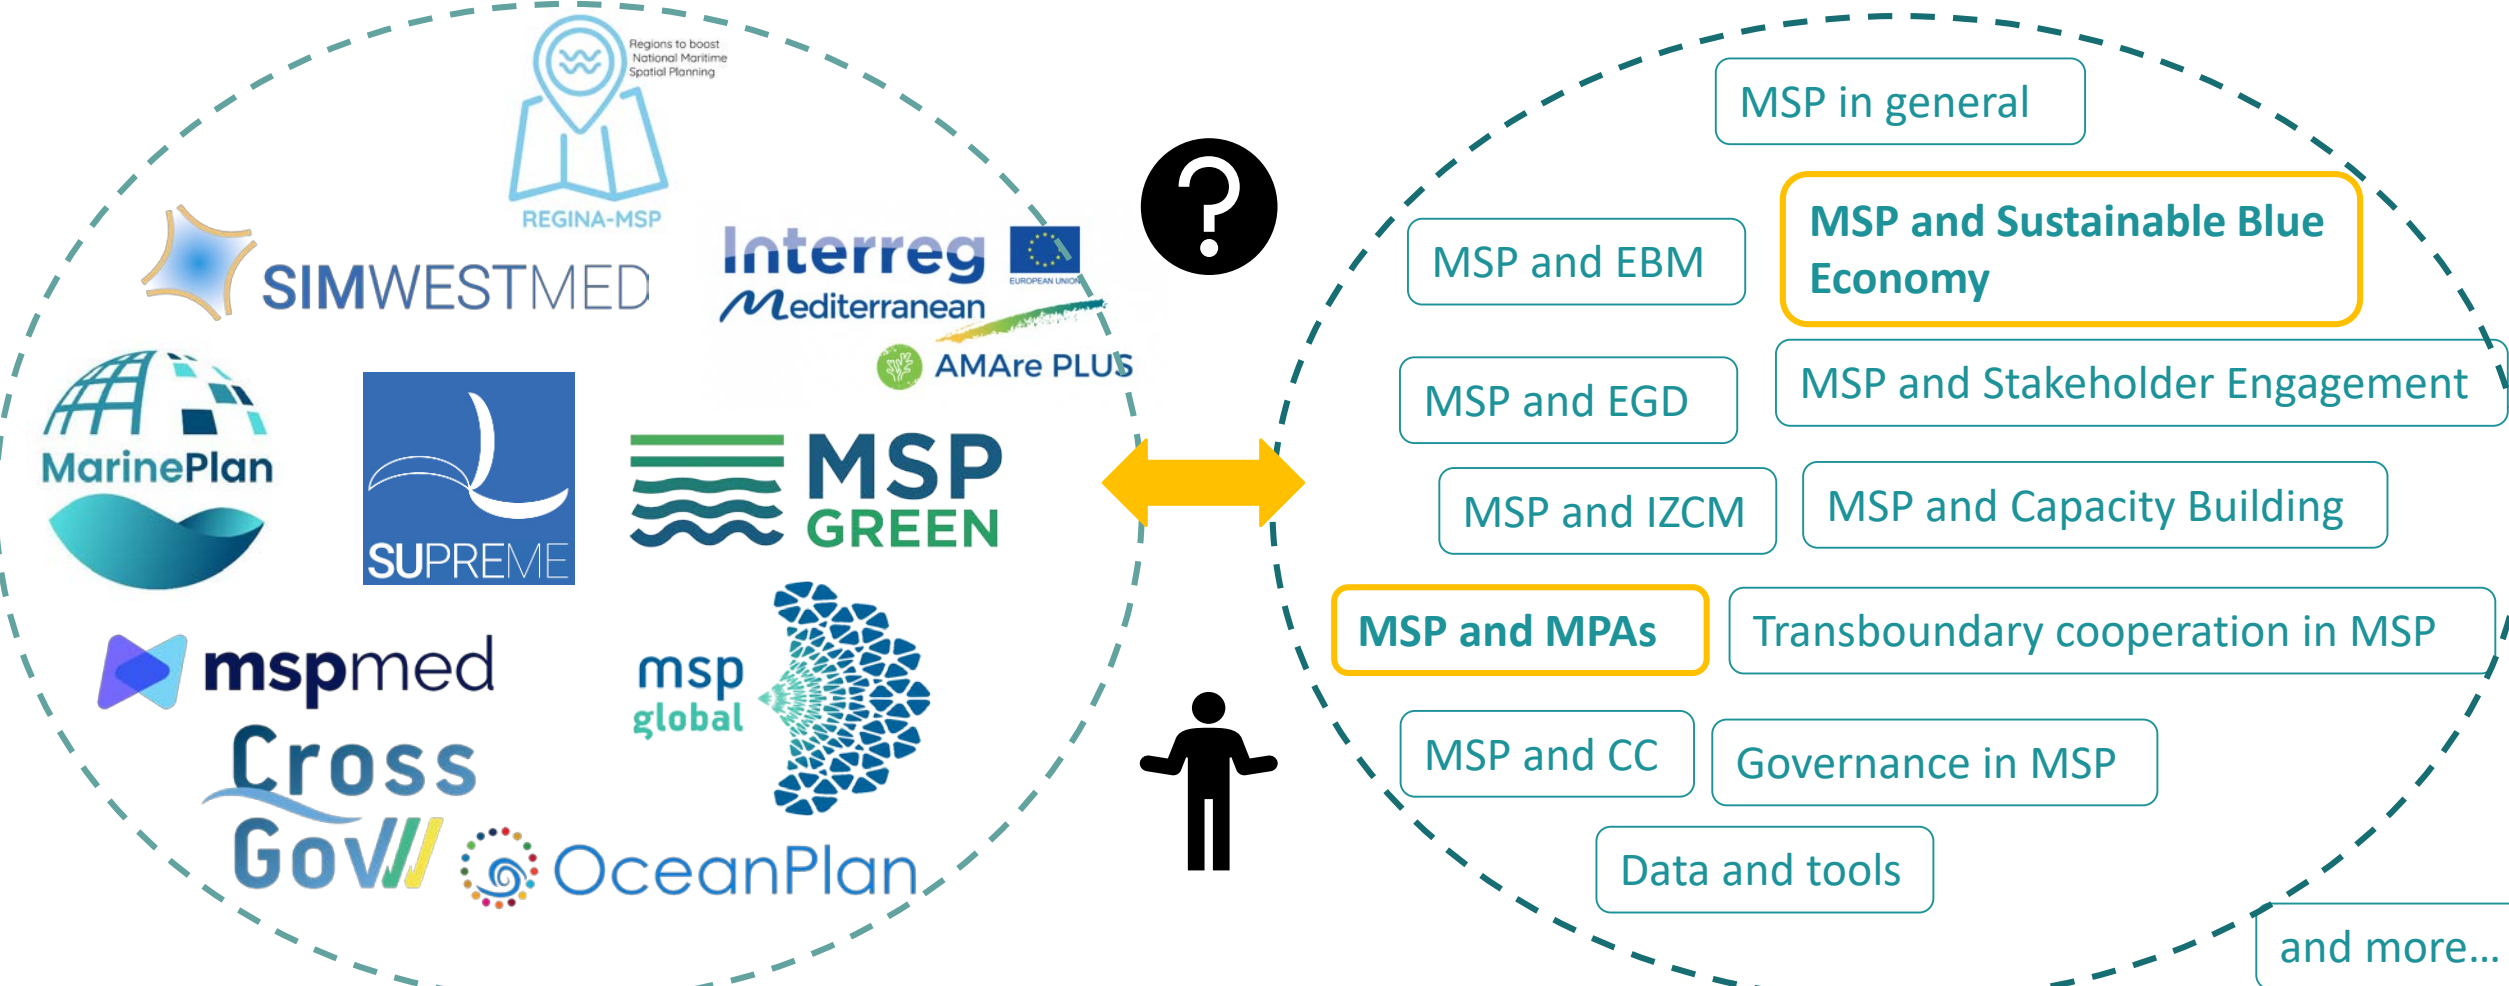 Regions to boost
National Maritime
Spatial Planning
REGINA-MSP
SIMWESTMED
Interreg
EUROPEAN UNION
Mediterranean
AMAre PLUS
MarinePlan
SUPREME
MSP
GREEN
mspmed
msp
global
Cross
Gov
OceanPlan
?
MSP in general
MSP and Sustainable Blue
Economy
MSP and EBM
MSP and EGD
MSP and Stakeholder Engagement
MSP and IZCM
MSP and Capacity Building
MSP and MPAs
Transboundary cooperation in MSP
MSP and CC
Governance in MSP
Data and tools
and more...